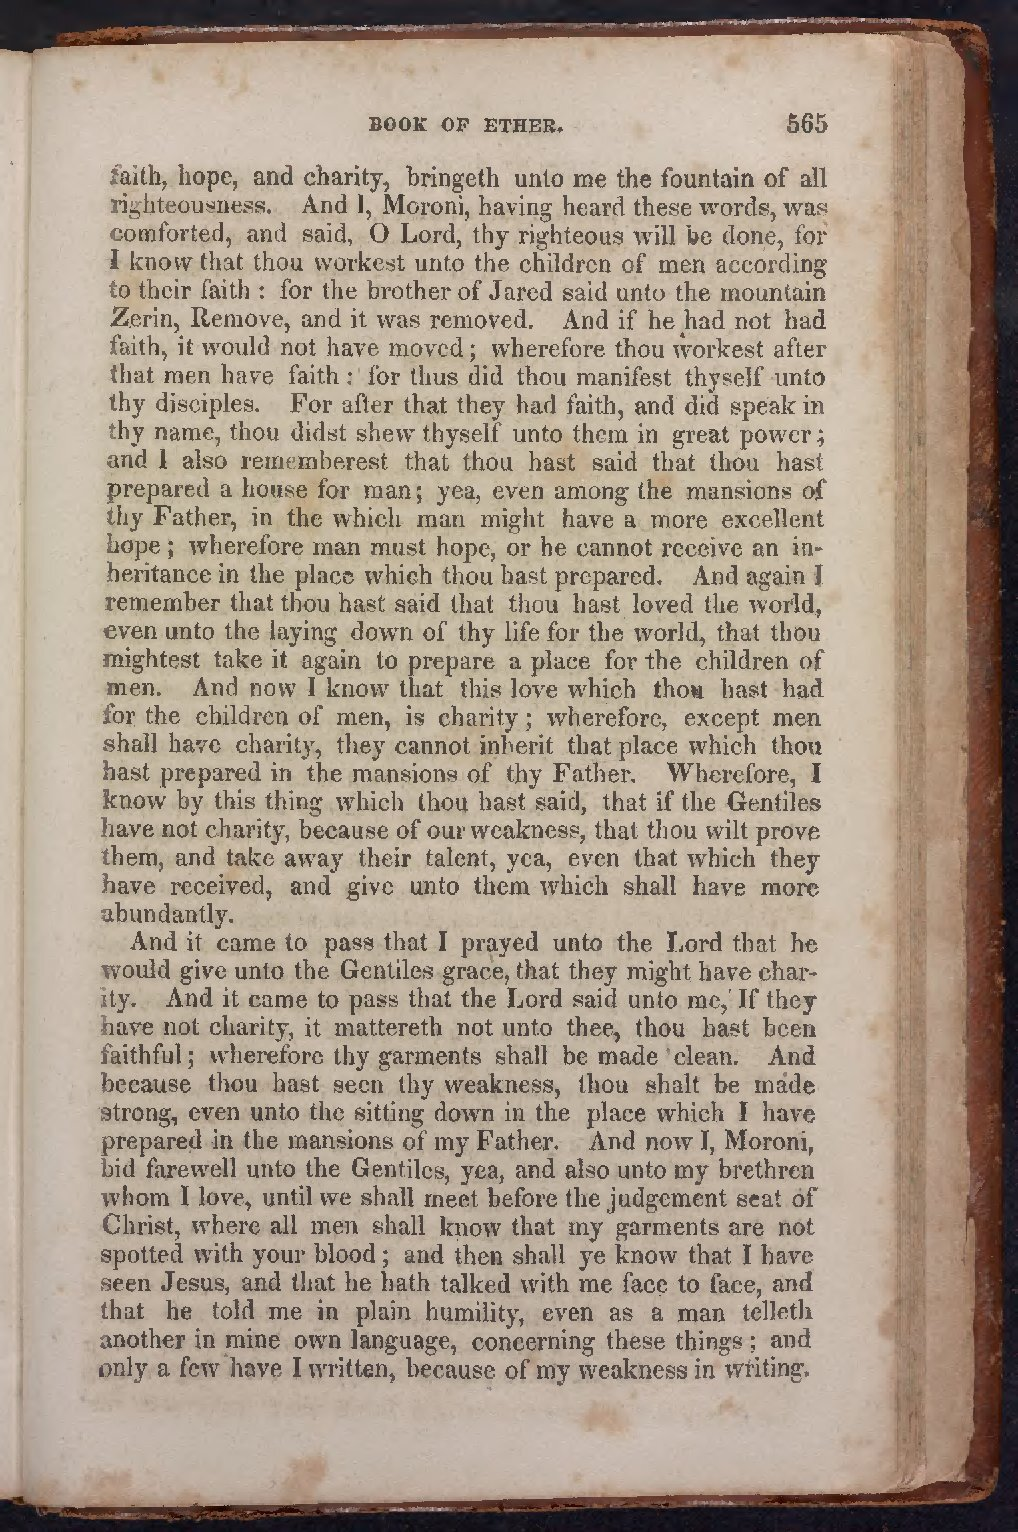 BOOK OF ETHER. 565
faith, hope, and charity, bringeth unto me the fountain of all
righteousness. And I, Moroni, having heard these words, was
comforted, and said, O Lord, thy righteous will be done, for
I know that thou workest unto the children of men according
to their faith : for the brother of Jared said unto the mountain
Zerin, Remove, and it was removed. And if he had not had
faith, it would not have moved ; wherefore thou workest after
that men have faith : for thus did thou manifest thyself unto
thy disciples. For after that they had faith, and did speak in
thy name, thou didst shew thyself unto them in great power ;
and I also rememberest that thou hast said that thou hast
prepared a house for man ; yea, even among the mansions of
thy Father, in the which man might have a more excellent
hope ; wherefore man must hope, or he cannot receive an in-
heritance in the place which thou hast prepared. And again I
remember that thou hast said that thou hast loved the world,
even unto the laying down of thy life for the world, that thou
mightest take it again to prepare a place for the children of
men. And now I know that this love which thou hast had
for the children of men, is charity ; wherefore, except men
shall have charity, they cannot inherit that place which thou
hast prepared in the mansions of thy Father. Wherefore, I
know by this thing which thou hast said, that if the Gentiles
have not charity, because of our weakness, that thou wilt prove
them, and take away their talent, yea, even that which they
have received, and give unto them which shall have more
abundantly.
And it came to pass that I prayed unto the Lord that he
would give unto the Gentiles grace, that they might have char-
ity. And it came to pass that the Lord said unto me, If they
have not charity, it mattereth not unto thee, thou hast been
faithful ; wherefore thy garments shall be made clean. And
because thou hast seen thy weakness, thou shalt be made
strong, even unto the sitting down in the place which I have
prepared in the mansions of my Father. And now I, Moroni,
bid farewell unto the Gentiles, yea, and also unto my brethren
whom I love, until we shall meet before the judgement seat of
Christ, where all men shall know that my garments are not
spotted with your blood ; and then shall ye know that I have
seen Jesus, and that he hath talked with me face to face, and
that he told me in plain humility, even as a man telleth
another in mine own language, concerning these things ; and
only a few have I written, because of my weakness in writing.